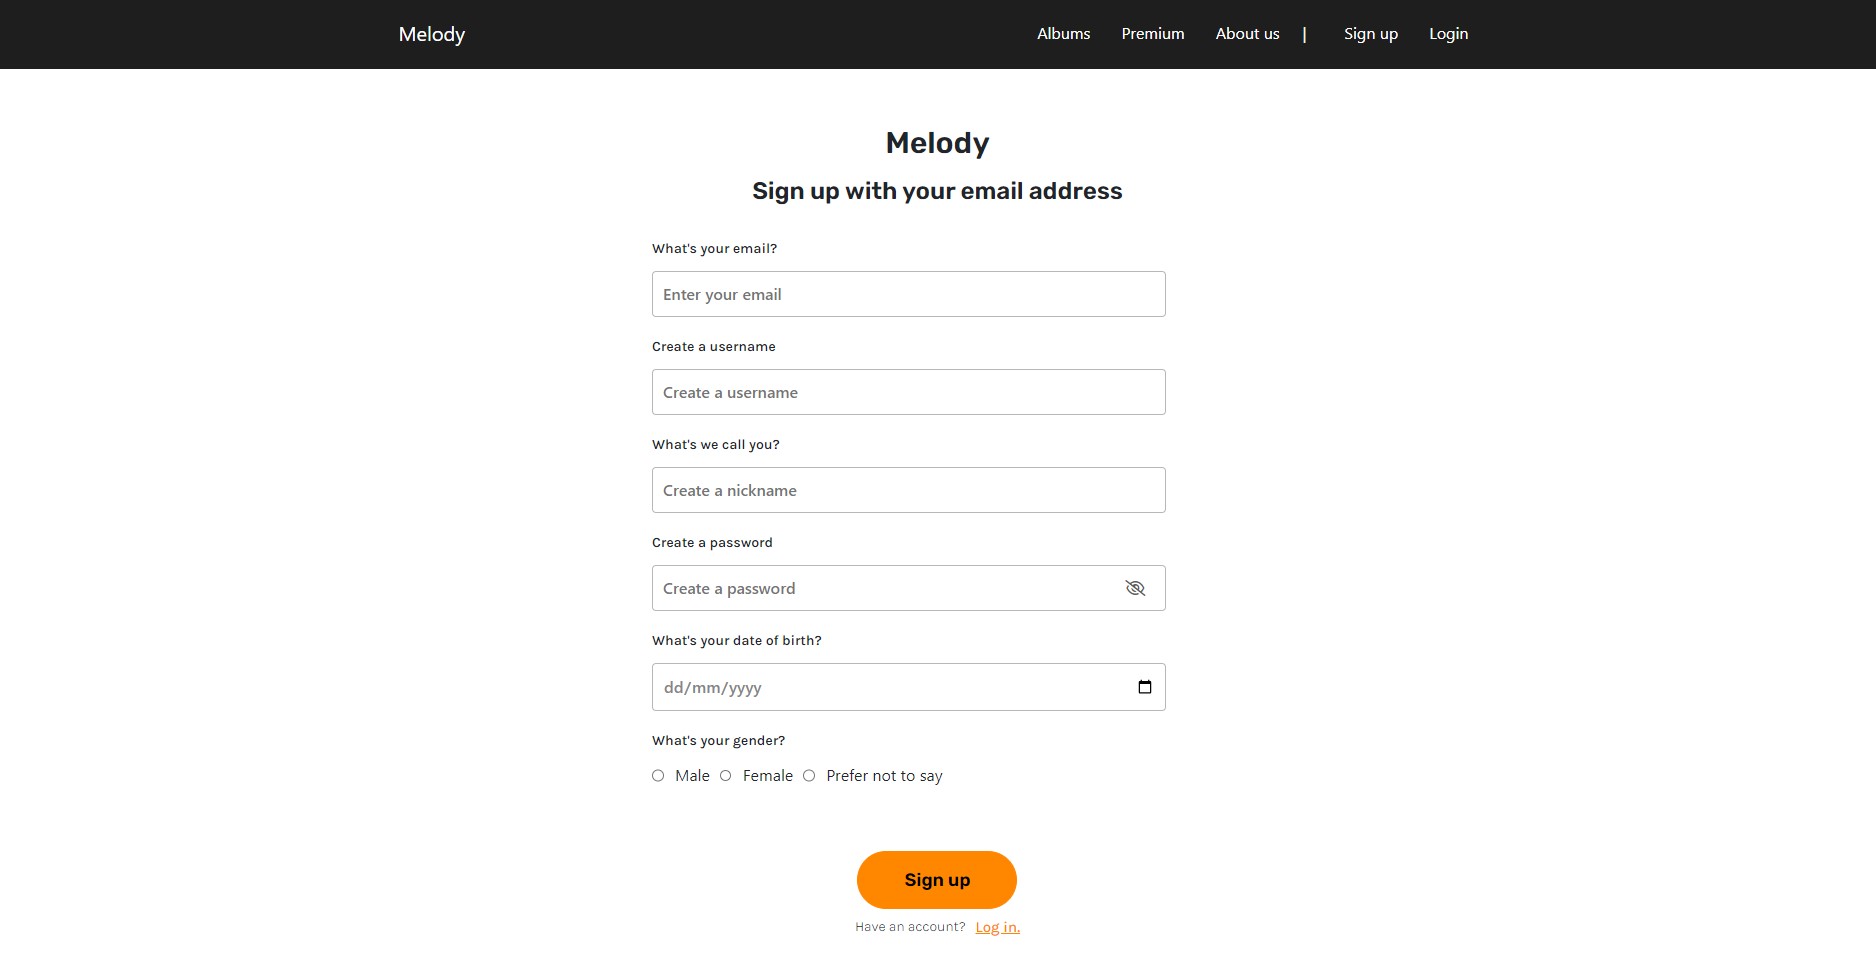 Melody Albums Premium About us | Sign up Login
Melody
Sign up with your email address
What's your email?
Enter your email
Create a username
Create a username
What's we call you?
Create a nickname
Create a password
Create a password
What's your date of birth?
dd/mm/yyyy
What's your gender?
Male Female Prefer not to say
Sign up
Have an account? Log in.